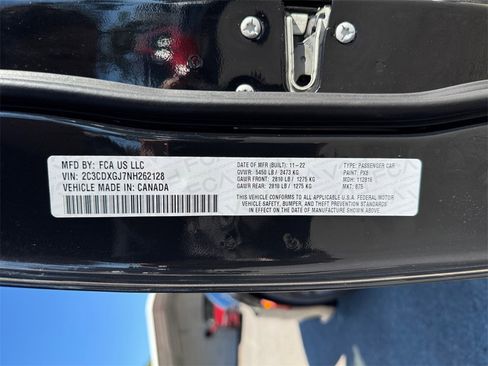 MFD BY: FCA US LLC
VIN: 2C3CDXGJ7NH262128
VEHICLE MADE IN: CANADA
DATE OF MFR (BUILT): 11-22
GVWR: 5450 LB / 2473 KG
GAWR FRONT: 2810 LB / 1275 KG
GAWR REAR: 2810 LB / 1275 KG
TYPE: PASSENGER CAR
PAINT: PX8
MDH: 112816
MKT: 875
THIS VEHICLE CONFORMS TO ALL APPLICABLE U.S.A. FEDERAL MOTOR
VEHICLE SAFETY, BUMPER, AND THEFT PREVENTION STANDARDS
IN EFFECT ON THE DATE OF MANUFACTURE SHOWN ABOVE.